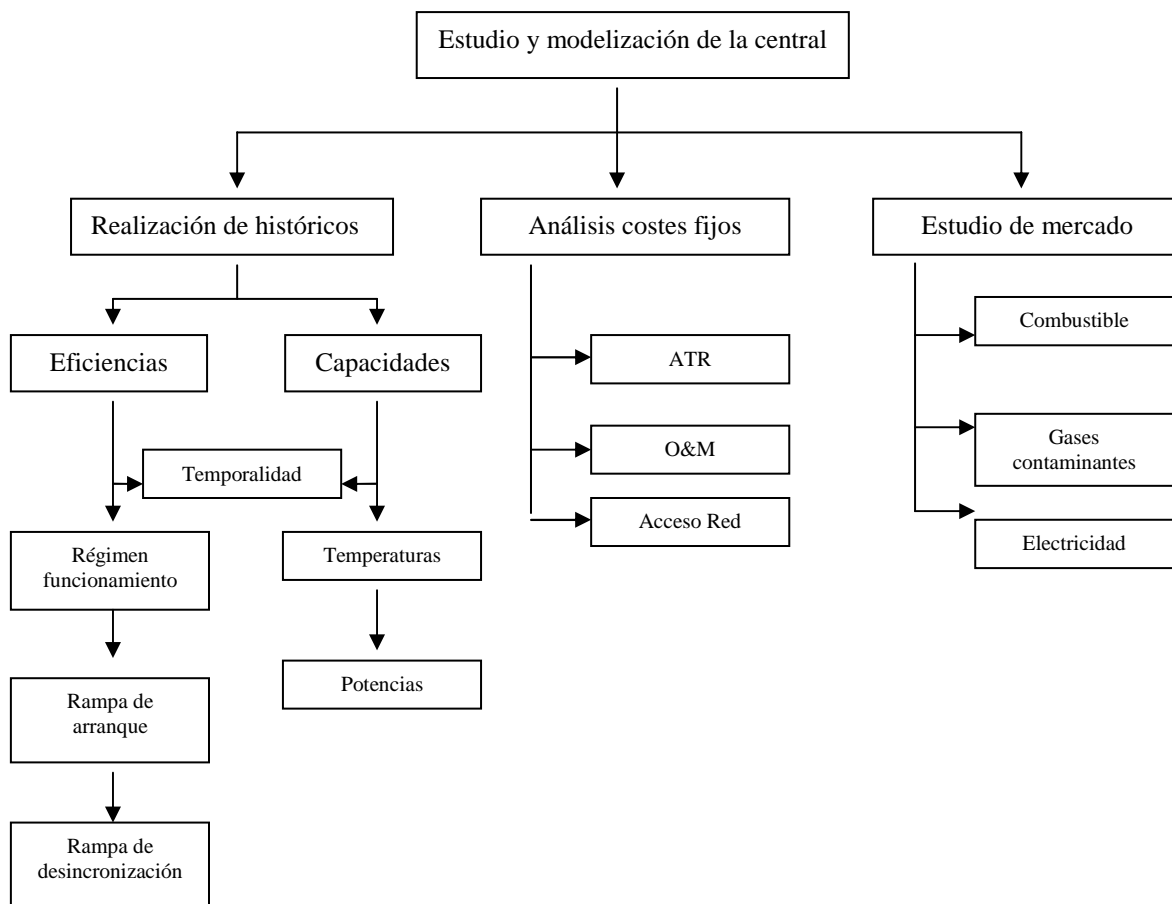 Estudio y modelización de la central
Realización de históricos
Análisis costes fijos
Estudio de mercado
Combustible
Eficiencias
Capacidades
ATR
Gases
contaminantes
O&M
Temporalidad
Acceso Red
Electricidad
Régimen
funcionamiento
Temperaturas
Rampa de
arranque
Potencias
Rampa de
desincronización